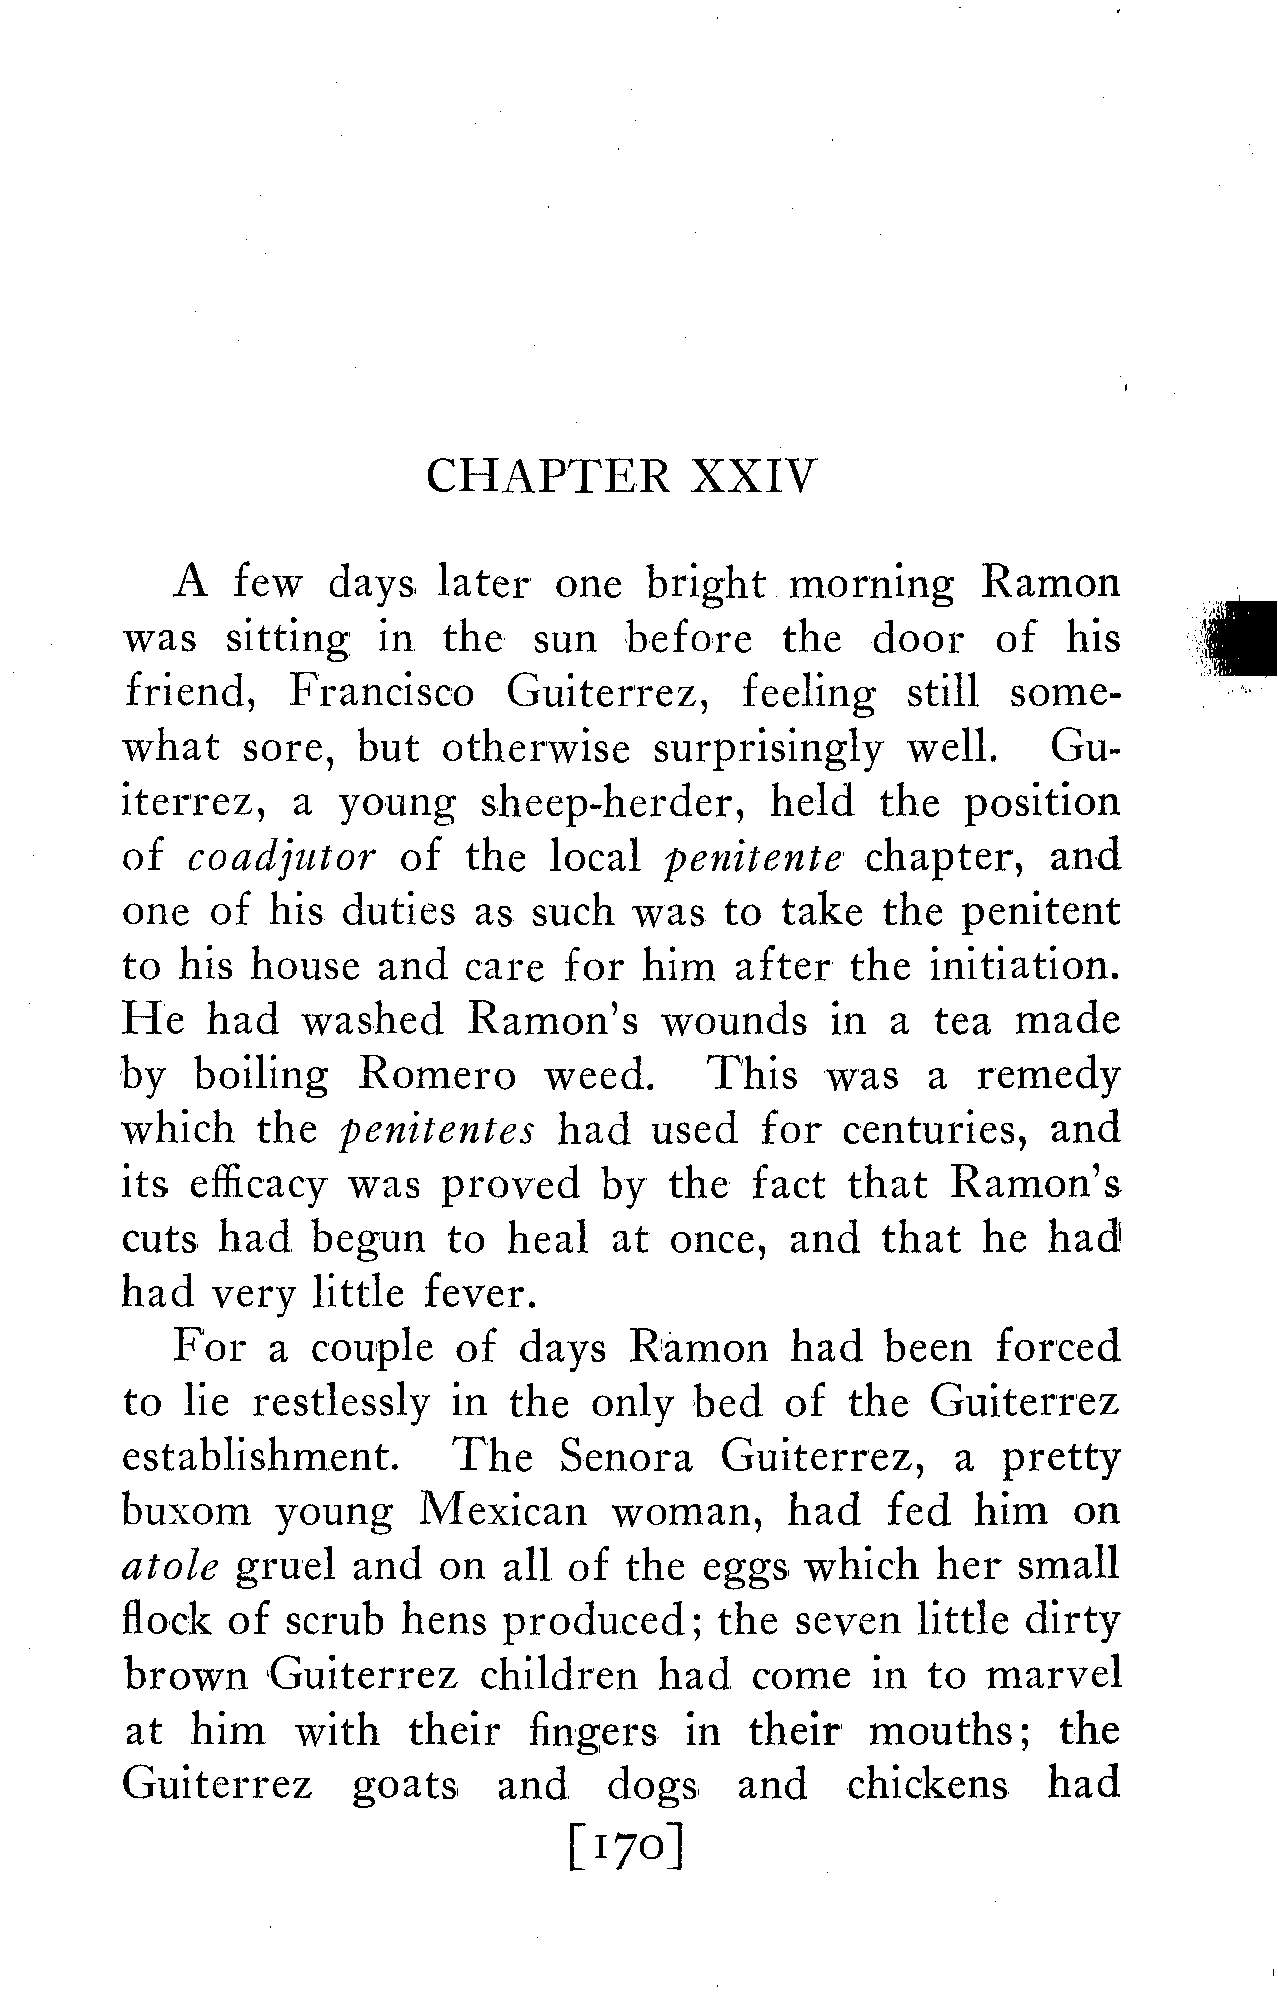 CHAPTER XXIV
A few days later one bright morning Ramon
was sitting in the sun before the door of his
friend, Francisco Guiterrez, feeling still some-
what sore, but otherwise surprisingly well. Gu-
iterrez, a young sheep-herder, held the position
of coadjutor of the local penitente chapter, and
one of his duties as such was to take the penitent
to his house and care for him after the initiation.
He had washed Ramon's wounds in a tea made
by boiling Romero weed. This was a remedy
which the penitentes had used for centuries, and
its efficacy was proved by the fact that Ramon's
cuts had begun to heal at once, and that he had
had very little fever.
For a couple of days Ramon had been forced
to lie restlessly in the only bed of the Guiterrez
establishment. The Senora Guiterrez, a pretty
buxom young Mexican woman, had fed him on
atole gruel and on all of the eggs which her small
flock of scrub hens produced; the seven little dirty
brown Guiterrez children had come in to marvel
at him with their fingers in their mouths; the
Guiterrez goats and dogs and chickens had
[170]